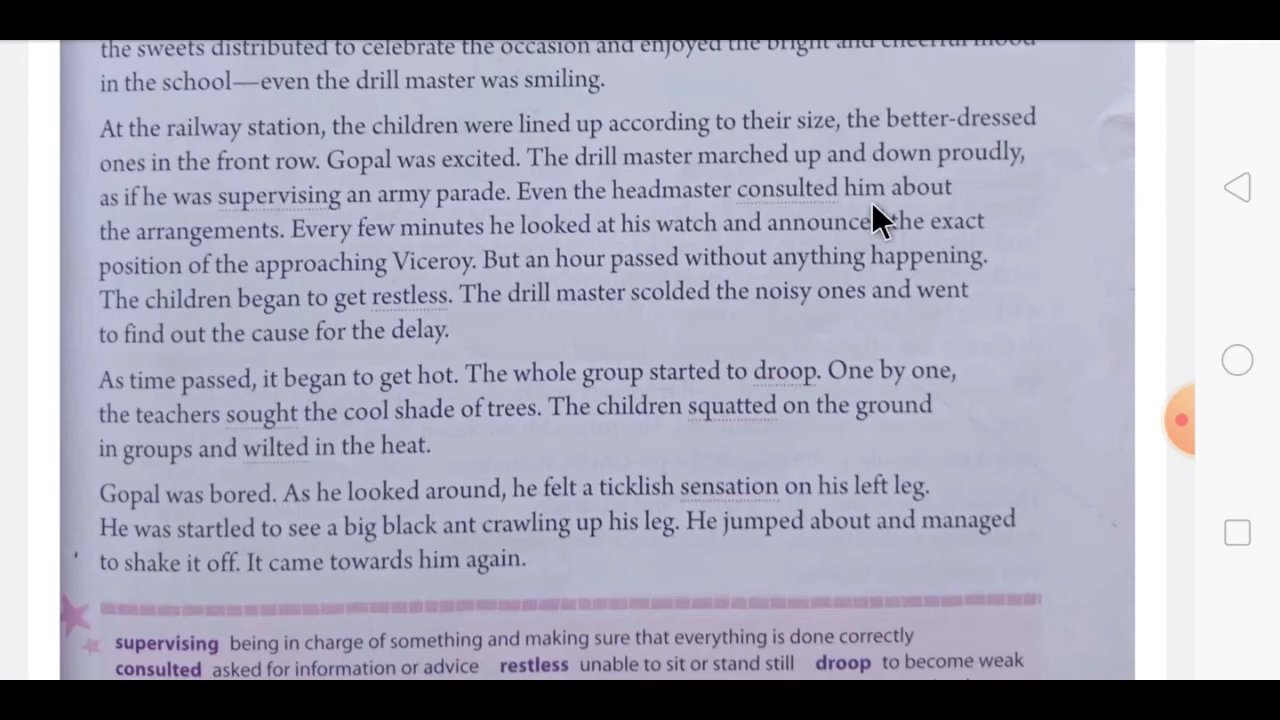 the sweets distributed to celebrate the occasion and enjoyed the bright and cheerful mood
in the school—even the drill master was smiling.
At the railway station, the children were lined up according to their size, the better-dressed
ones in the front row. Gopal was excited. The drill master marched up and down proudly,
as if he was supervising an army parade. Even the headmaster consulted him about
the arrangements. Every few minutes he looked at his watch and announced the exact
position of the approaching Viceroy. But an hour passed without anything happening.
The children began to get restless. The drill master scolded the noisy ones and went
to find out the cause for the delay.
As time passed, it began to get hot. The whole group started to droop. One by one,
the teachers sought the cool shade of trees. The children squatted on the ground
in groups and wilted in the heat.
Gopal was bored. As he looked around, he felt a ticklish sensation on his left leg.
He was startled to see a big black ant crawling up his leg. He jumped about and managed
to shake it off. It came towards him again.
supervising being in charge of something and making sure that everything is done correctly
consulted asked for information or advice restless unable to sit or stand still droop to become weak